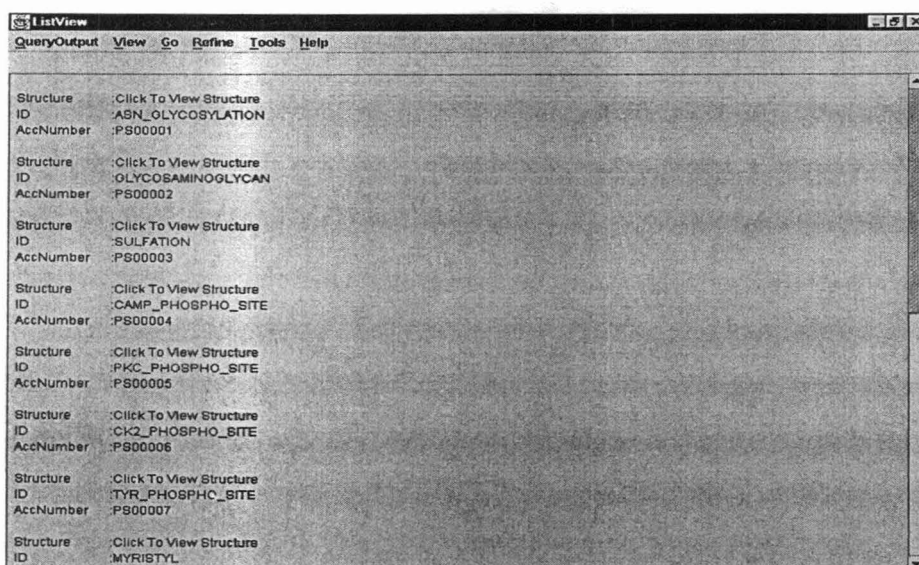 ListView
QueryOutput View Go Refine Tools Help
Structure :Click To View Structure
ID :ASN_GLYCOSYLATION
AccNumber :PS00001
Structure :Click To View Structure
ID :GLYCOSAMINOGLYCAN
AccNumber :PS00002
Structure :Click To View Structure
ID :SULFATION
AccNumber :PS00003
Structure :Click To View Structure
ID :CAMP_PHOSPHO_SITE
AccNumber :PS00004
Structure :Click To View Structure
ID :PKC_PHOSPHO_SITE
AccNumber :PS00005
Structure :Click To View Structure
ID :CK2_PHOSPHO_SITE
AccNumber :PS00006
Structure :Click To View Structure
ID :TYR_PHOSPHO_SITE
AccNumber :PS00007
Structure :Click To View Structure
ID :MYRISTYL